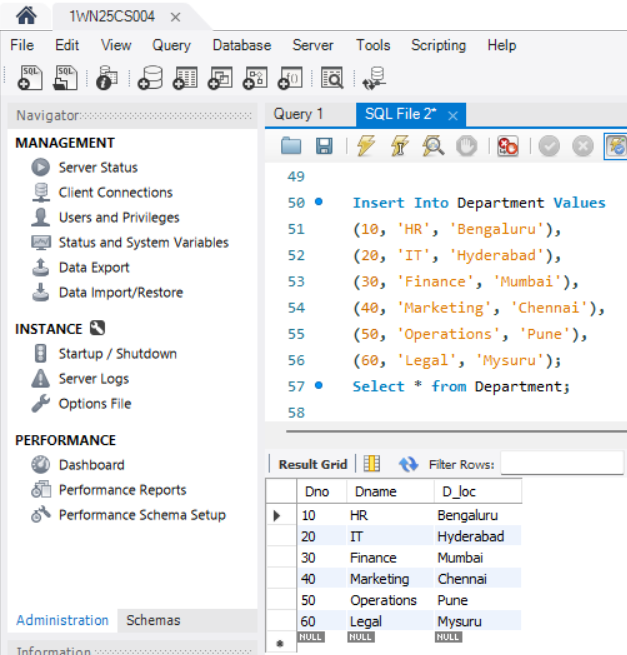 1WN25CS004 ×
File Edit View Query Database Server Tools Scripting Help
SQL SQL
Navigator
Query 1 SQL File 2* ×
MANAGEMENT
Server Status
Client Connections
Users and Privileges
Status and System Variables
Data Export
Data Import/Restore
INSTANCE
Startup / Shutdown
Server Logs
Options File
PERFORMANCE
Dashboard
Performance Reports
Performance Schema Setup
Administration Schemas
Information
49
50 Insert Into Department Values
51 (10, 'HR', 'Bengaluru'),
52 (20, 'IT', 'Hyderabad'),
53 (30, 'Finance', 'Mumbai'),
54 (40, 'Marketing', 'Chennai'),
55 (50, 'Operations', 'Pune'),
56 (60, 'Legal', 'Mysuru');
57 Select * from Department;
58
Result Grid Filter Rows:
Dno Dname D_loc
10 HR Bengaluru
20 IT Hyderabad
30 Finance Mumbai
40 Marketing Chennai
50 Operations Pune
60 Legal Mysuru
NULL NULL NULL